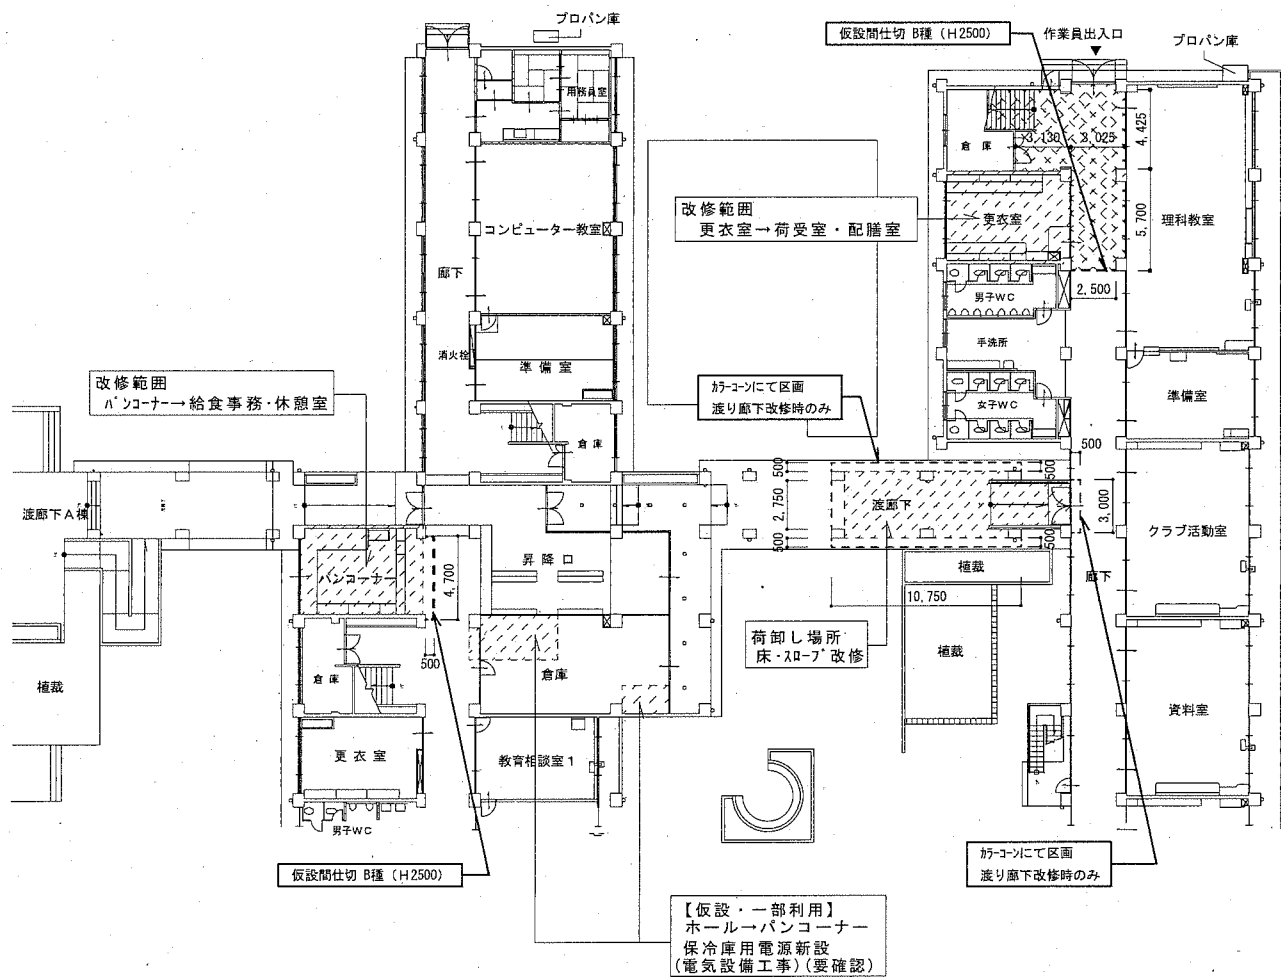 プロパン庫
仮設間仕切 B種 (H2500)
作業員出入口
プロパン庫
用務員室
倉庫
3,130
3,025
4,425
コンピューター教室
改修範囲
更衣室→荷受室・配膳室
更衣室
5,700
理科教室
廊下
2,500
男子WC
消火栓
準備室
手洗所
改修範囲
パンコーナー→給食事務・休憩室
カラーコーンにて区画
渡り廊下改修時のみ
女子WC
準備室
倉庫
500
500
500
渡廊下A棟
2,750
渡廊下
3,000
クラブ活動室
昇降口
500
500
パンコーナー
4,700
植裁
廊下
10,750
荷卸し場所
床・スロープ改修
500
倉庫
倉庫
植裁
植裁
資料室
更衣室
教育相談室1
男子WC
カラーコーンにて区画
渡り廊下改修時のみ
仮設間仕切 B種 (H2500)
【仮設・一部利用】
ホール→パンコーナー
保冷庫用電源新設
(電気設備工事)(要確認)